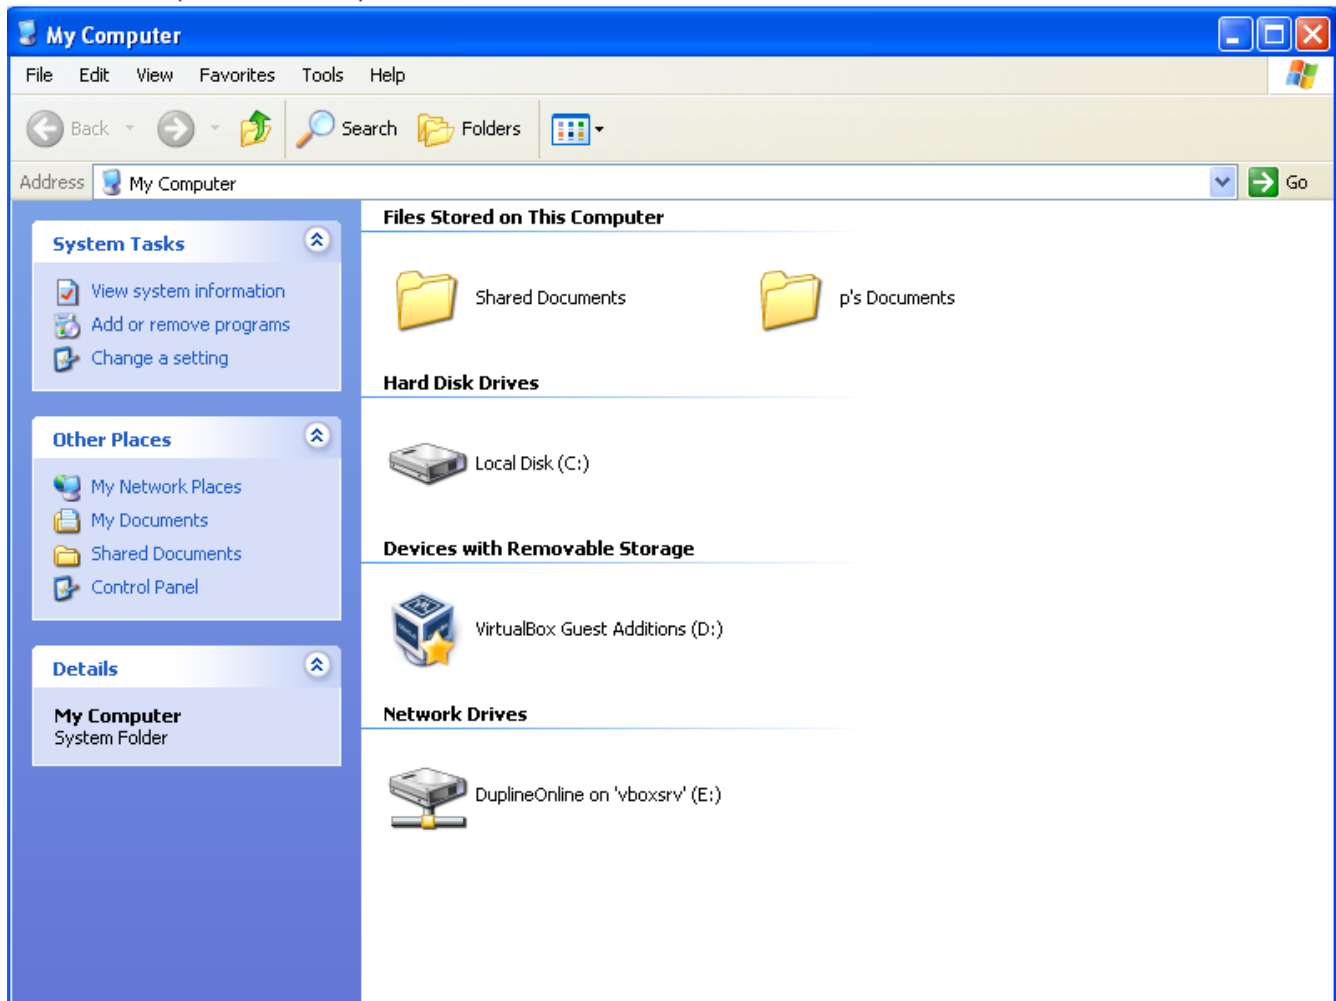 My Computer
File Edit View Favorites Tools Help
Back Search Folders
Address My Computer Go
System Tasks
View system information
Add or remove programs
Change a setting
Other Places
My Network Places
My Documents
Shared Documents
Control Panel
Details
My Computer
System Folder
Files Stored on This Computer
Shared Documents p's Documents
Hard Disk Drives
Local Disk (C:)
Devices with Removable Storage
VirtualBox Guest Additions (D:)
Network Drives
DuplineOnline on 'vboxsrv' (E:)